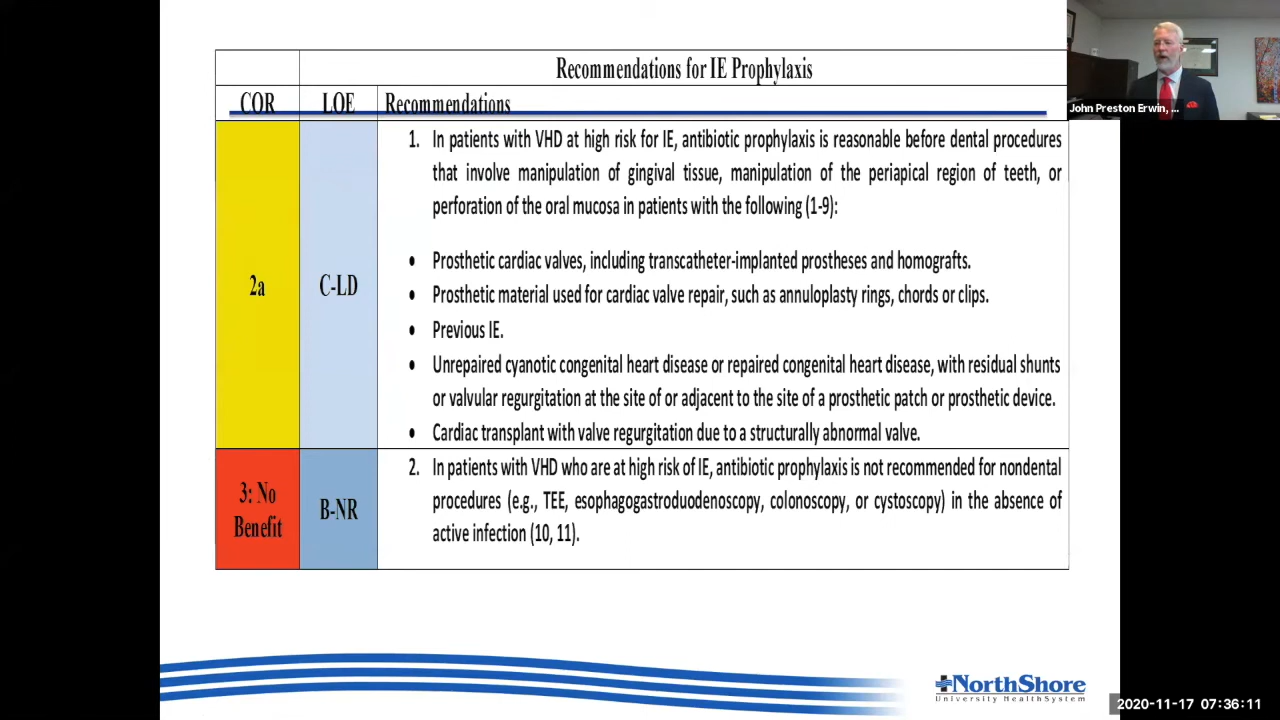 Recommendations for IE Prophylaxis
COR LOE Recommendations
John Preston Erwin, ...
2a
C-LD
1. In patients with VHD at high risk for IE, antibiotic prophylaxis is reasonable before dental procedures
that involve manipulation of gingival tissue, manipulation of the periapical region of teeth, or
perforation of the oral mucosa in patients with the following (1-9):
• Prosthetic cardiac valves, including transcatheter-implanted prostheses and homografts.
• Prosthetic material used for cardiac valve repair, such as annuloplasty rings, chords or clips.
• Previous IE.
• Unrepaired cyanotic congenital heart disease or repaired congenital heart disease, with residual shunts
or valvular regurgitation at the site of or adjacent to the site of a prosthetic patch or prosthetic device.
• Cardiac transplant with valve regurgitation due to a structurally abnormal valve.
3: No
Benefit
B-NR
2. In patients with VHD who are at high risk of IE, antibiotic prophylaxis is not recommended for nondental
procedures (e.g., TEE, esophagogastroduodenoscopy, colonoscopy, or cystoscopy) in the absence of
active infection (10, 11).
NorthShore
University HealthSystem
2020-11-17 07:36:11